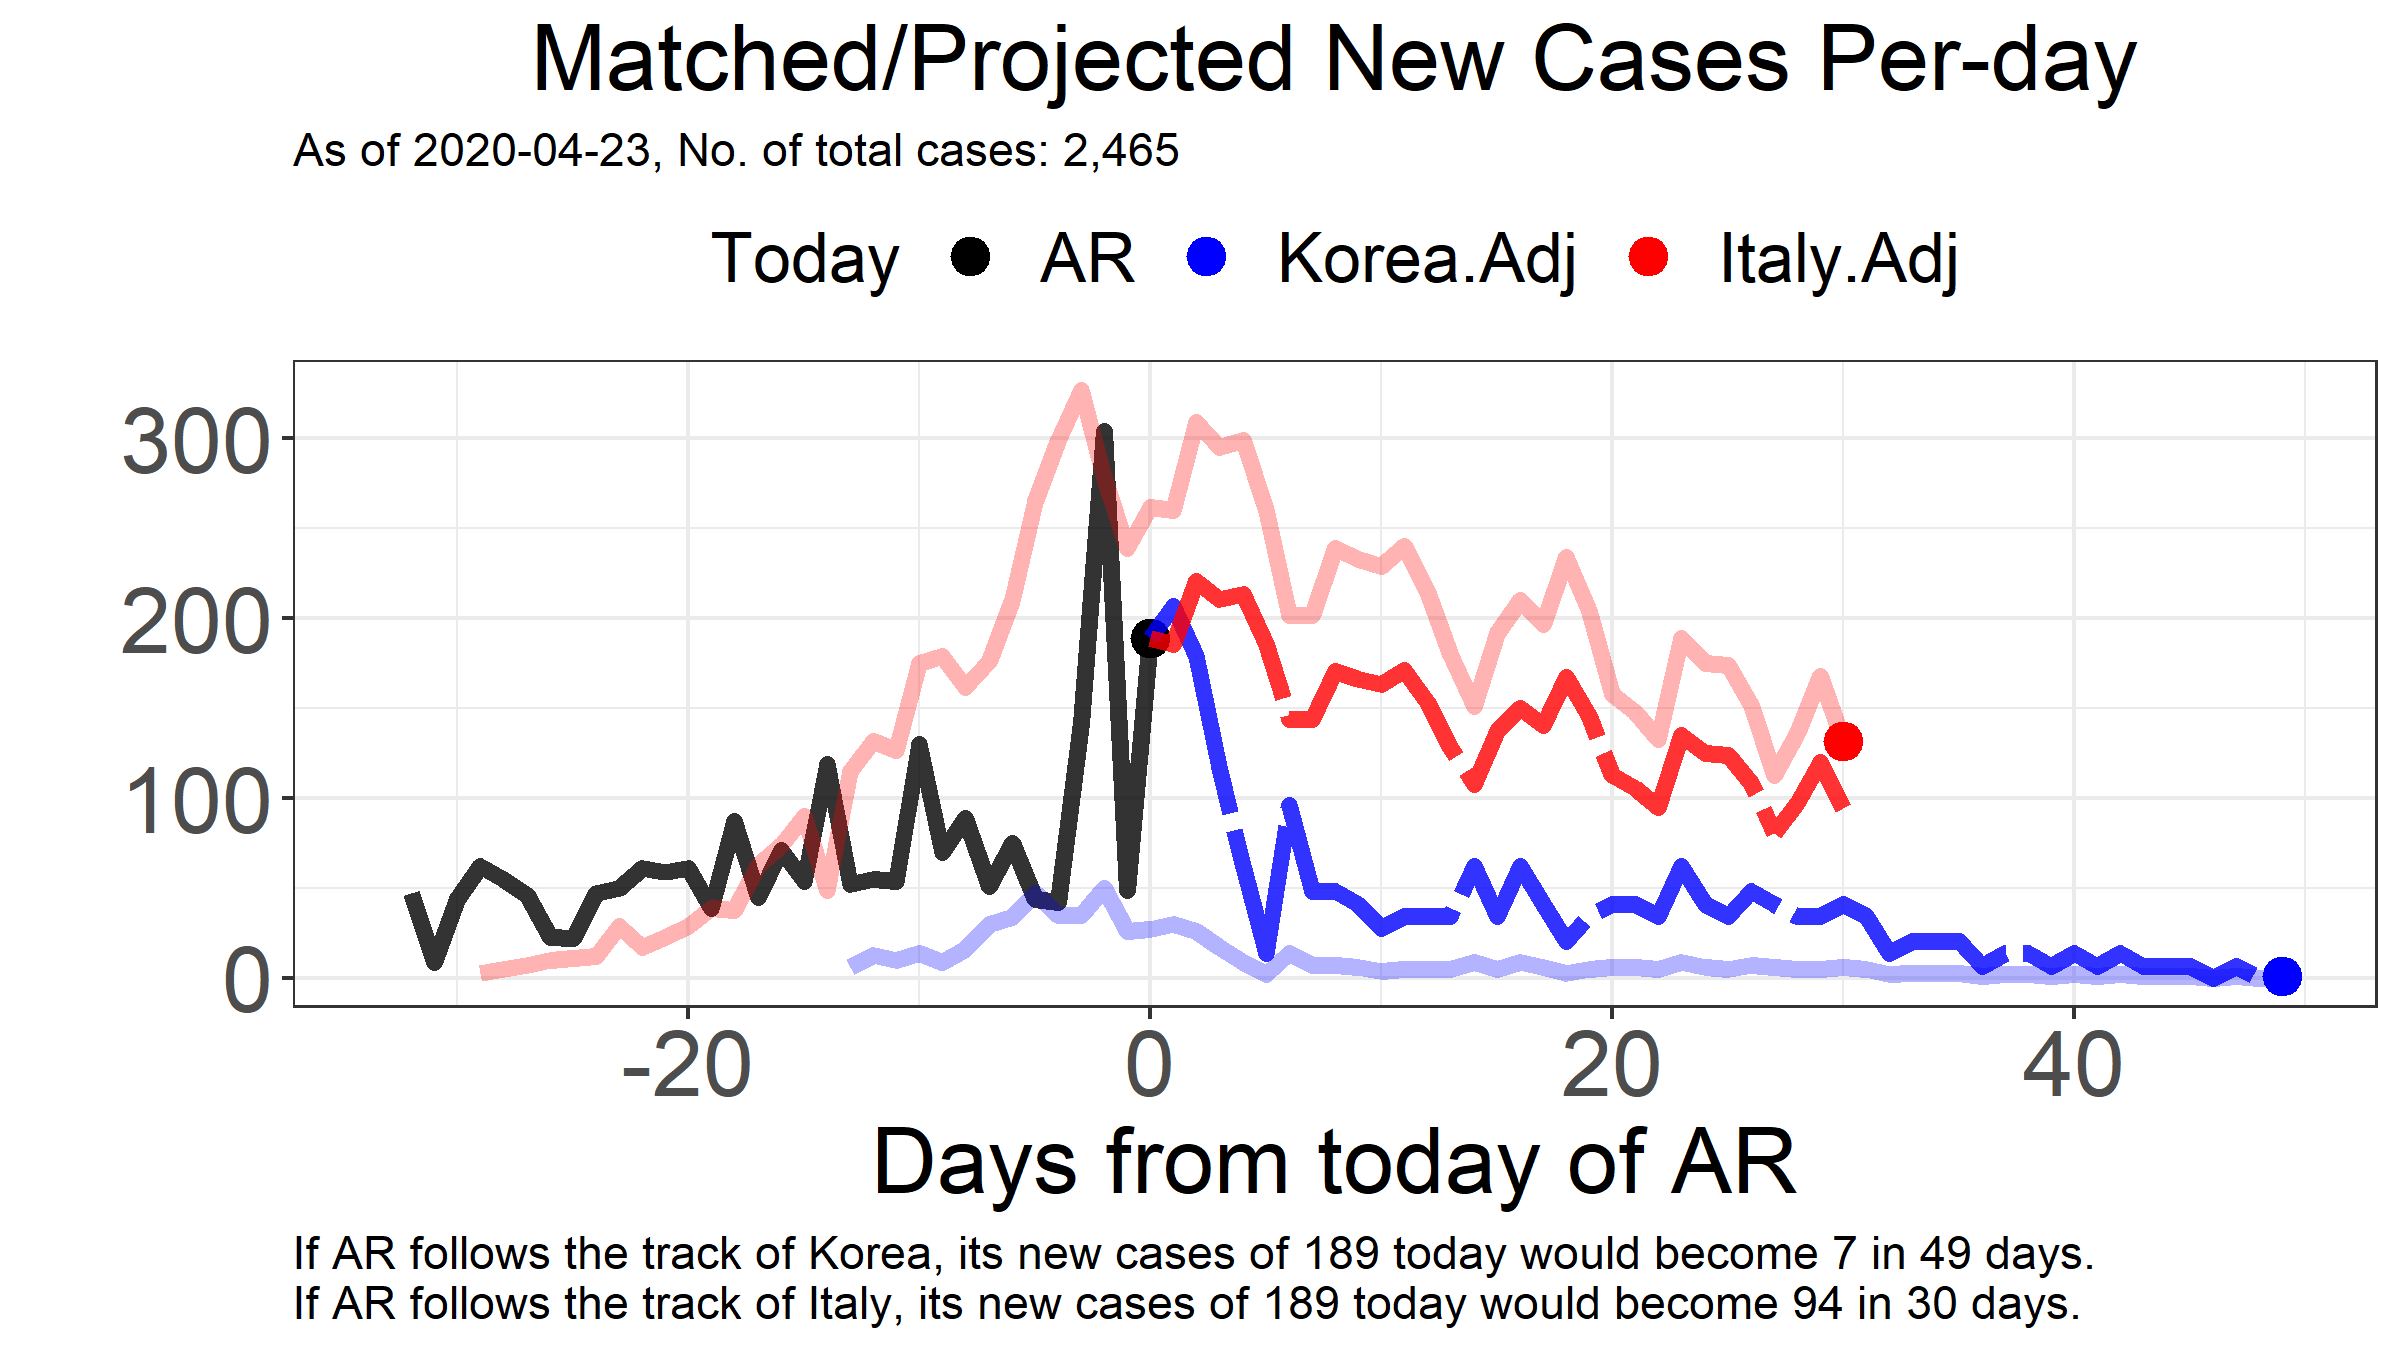 Matched/Projected New Cases Per-day
As of 2020-04-23, No. of total cases: 2,465
Today AR Korea.Adj Italy.Adj
300
200
100
0
-20 0 20 40
Days from today of AR
If AR follows the track of Korea, its new cases of 189 today would become 7 in 49 days.
If AR follows the track of Italy, its new cases of 189 today would become 94 in 30 days.